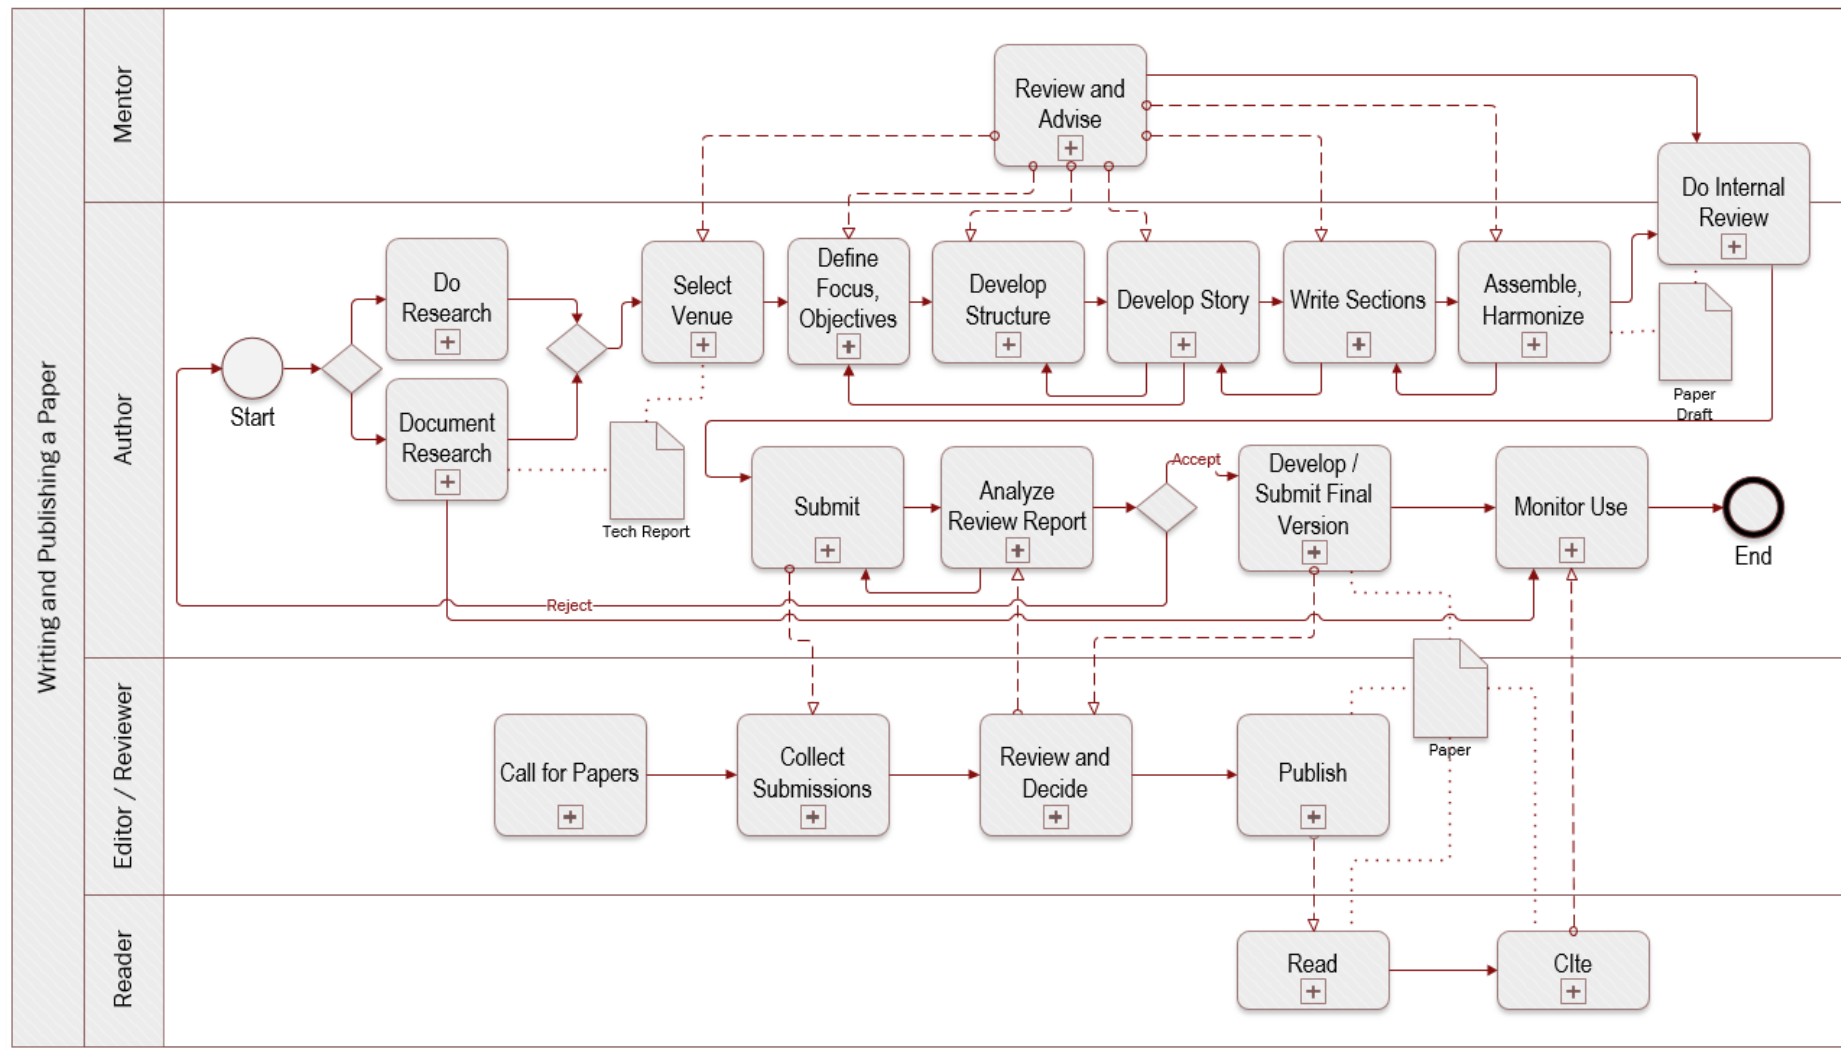 Writing and Publishing a Paper
Mentor
Review and
Advise
Do Internal
Review
Author
Start
Do
Research
Document
Research
Tech Report
Select
Venue
Define
Focus,
Objectives
Develop
Structure
Develop Story
Write Sections
Assemble,
Harmonize
Paper
Draft
Submit
Analyze
Review Report
Accept
Reject
Develop /
Submit Final
Version
Monitor Use
End
Editor / Reviewer
Call for Papers
Collect
Submissions
Review and
Decide
Publish
Paper
Reader
Read
CIte